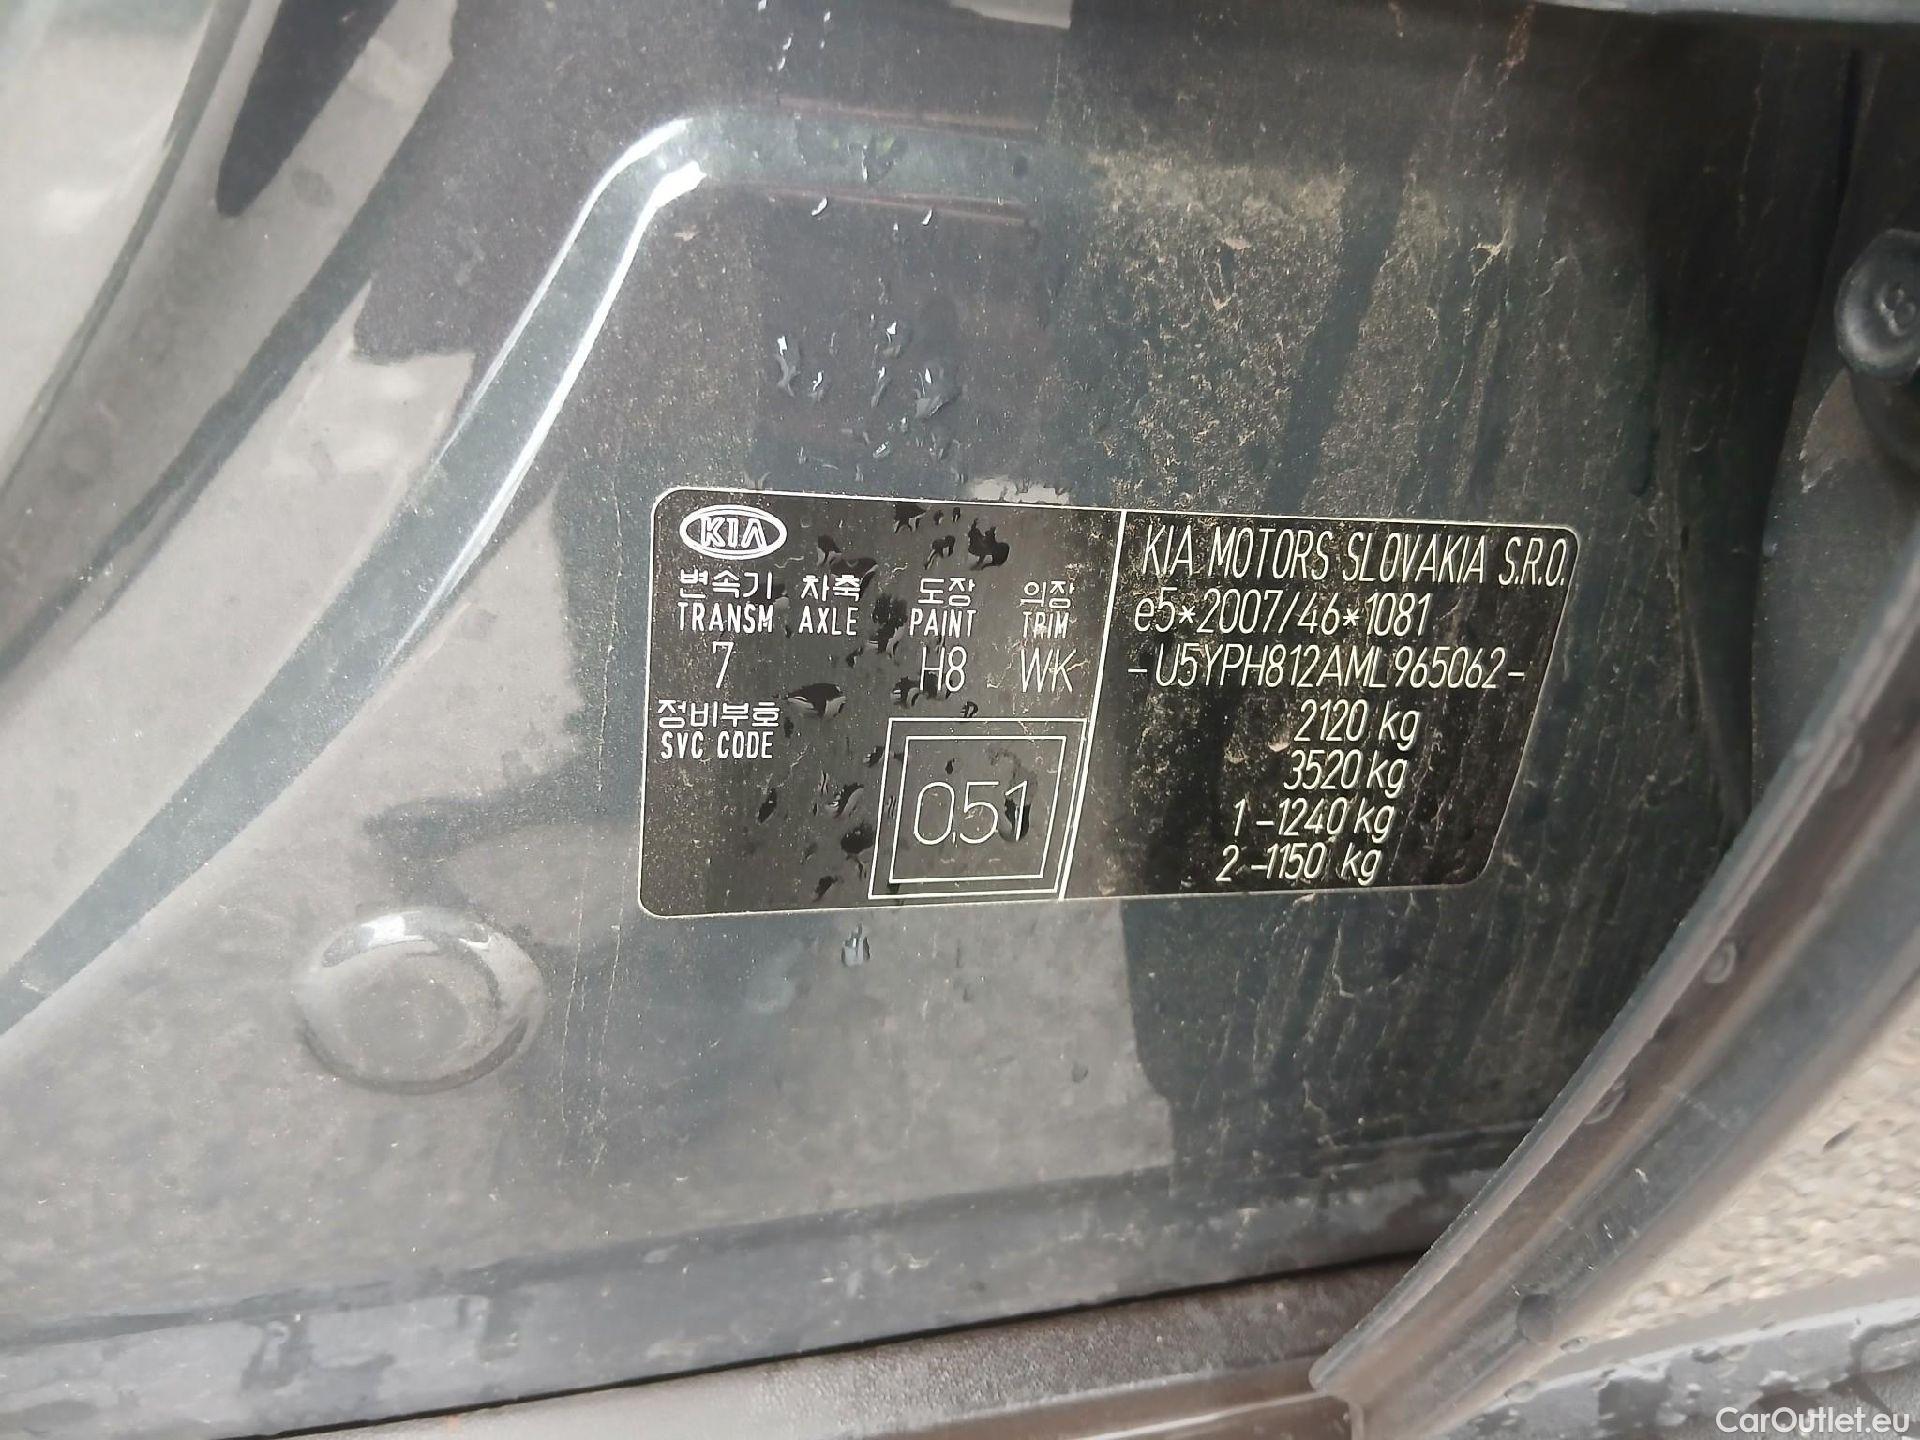 KIA
변속기 차축 도장 의장
TRANSM AXLE PAINT TRIM
7 H8 WK
정비부호
SVC CODE
0.51
KIA MOTORS SLOVAKIA S.R.O.
e5*2007/46*1081
-U5YPH812AML965062-
2120 kg
3520 kg
1 -1240 kg
2 -1150 kg
CarOutlet.eu